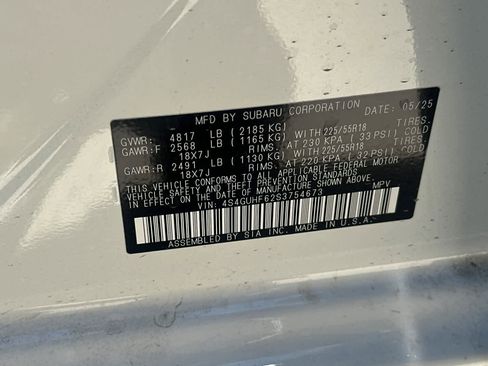 MFD BY SUBARU CORPORATION DATE: 05/25
GVWR: 4817 LB ( 2185 KG)
GAWR:F 2568 LB ( 1165 KG) WITH 225/55R18 TIRES.
18X7J RIMS. AT 230 KPA ( 33 PSI) COLD
GAWR:R 2491 LB ( 1130 KG) WITH 225/55R18 TIRES.
18X7J RIMS. AT 220 KPA ( 32 PSI) COLD
THIS VEHICLE CONFORMS TO ALL APPLICABLE FEDERAL MOTOR
VEHICLE SAFETY AND THEFT PREVENTION STANDARDS IN
EFFECT ON THE DATE OF MANUFACTURE SHOWN ABOVE.
VIN: 4S4GUHF62S3754673 MPV
ASSEMBLED BY SIA INC. MADE IN U.S.A.